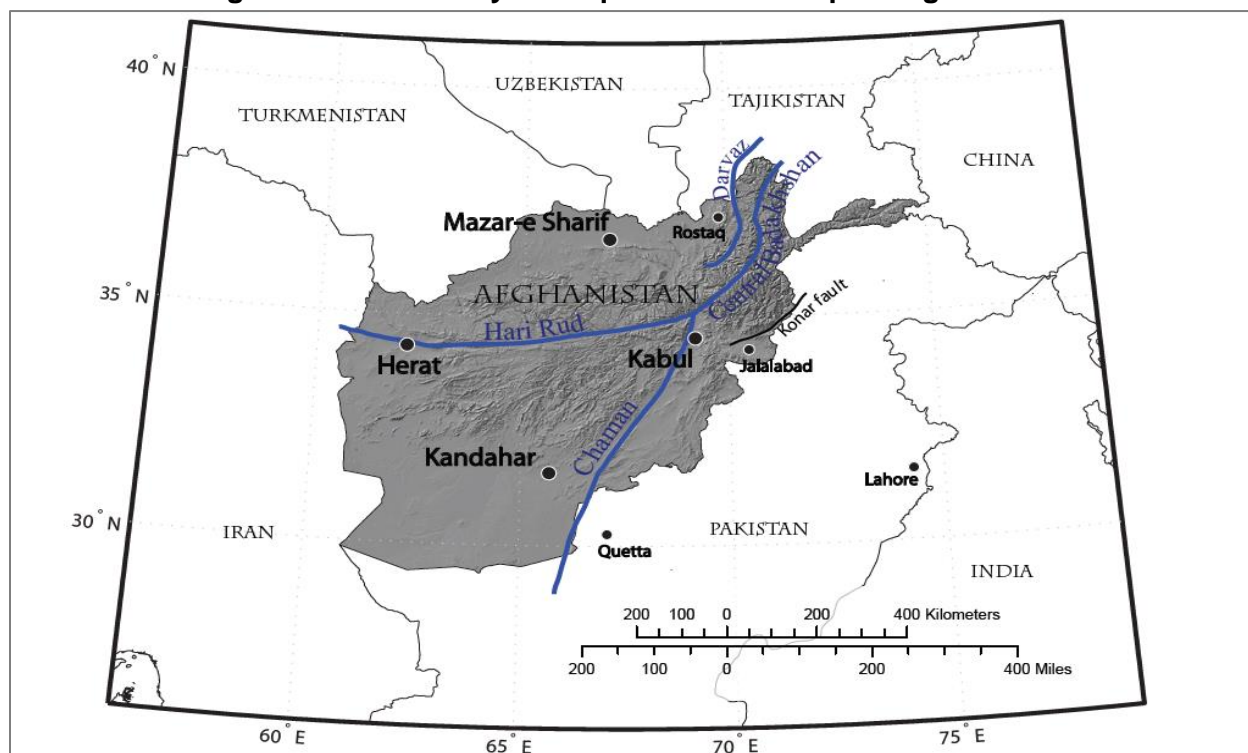 40° N
UZBEKISTAN
TAJIKISTAN
TURKMENISTAN
CHINA
Darvaz
Central Badakhshan
Mazar-e Sharif
Rostaq
35° N
AFGHANISTAN
Konar fault
Hari Rud
Herat
Kabul
Jalalabad
Chaman
Kandahar
Lahore
30° N
IRAN
PAKISTAN
Quetta
INDIA
200 100 0 200 400 Kilometers
200 100 0 200 400 Miles
60° E
65° E
70° E
75° E